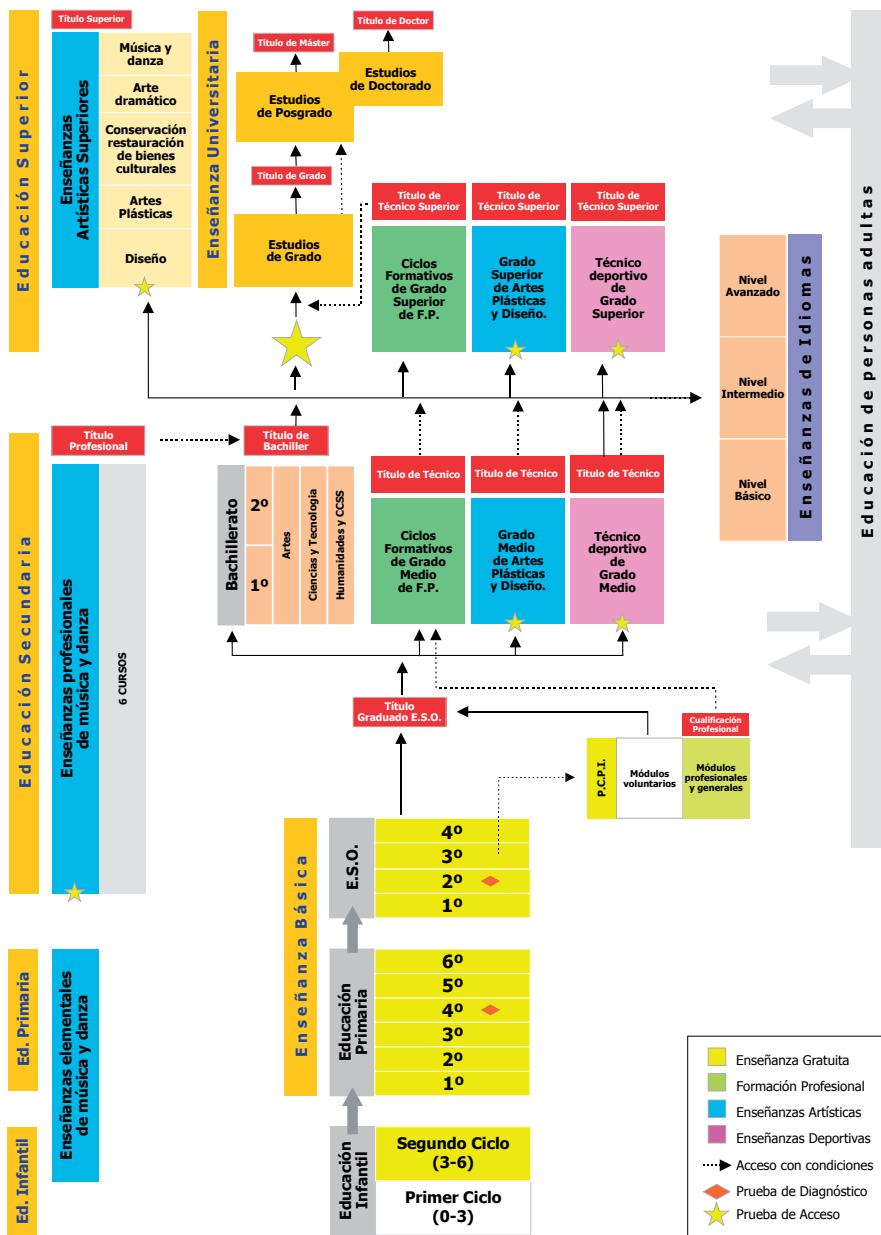 Educación Superior
Título Superior
Enseñanzas
Artísticas Superiores
Música y
danza
Arte
dramático
Conservación
restauración
de bienes
culturales
Artes
Plásticas
Diseño
Enseñanza Universitaria
Título de Máster
Título de Doctor
Estudios
de Posgrado
Estudios
de Doctorado
Título de Grado
Estudios
de Grado
Título de
Técnico Superior
Ciclos
Formativos
de Grado
Superior
de F.P.
Título de
Técnico Superior
Grado
Superior
de Artes
Plásticas
y Diseño.
Título de
Técnico Superior
Técnico
deportivo
de
Grado
Superior
Nivel
Avanzado
Nivel
Intermedio
Nivel
Básico
Enseñanzas de Idiomas
Educación de personas adultas
Educación Secundaria
Título
Profesional
Enseñanzas profesionales
de música y danza
6 CURSOS
Título de
Bachiller
Bachillerato
2º
1º
Artes
Ciencias y Tecnología
Humanidades y CCSS
Título de Técnico
Ciclos
Formativos
de Grado
Medio
de F.P.
Título de Técnico
Grado
Medio
de Artes
Plásticas
y Diseño.
Título de Técnico
Técnico
deportivo
de
Grado
Medio
Título
Graduado E.S.O.
Cualificación
Profesional
P.C.P.I.
Módulos
voluntarios
Módulos
profesionales
y generales
Enseñanza Básica
E.S.O.
4º
3º
2º
1º
Ed. Primaria
Enseñanzas elementales
de música y danza
Educación
Primaria
6º
5º
4º
3º
2º
1º
Ed. Infantil
Educación
Infantil
Segundo Ciclo
(3-6)
Primer Ciclo
(0-3)
Enseñanza Gratuita
Formación Profesional
Enseñanzas Artísticas
Enseñanzas Deportivas
Acceso con condiciones
Prueba de Diagnóstico
Prueba de Acceso